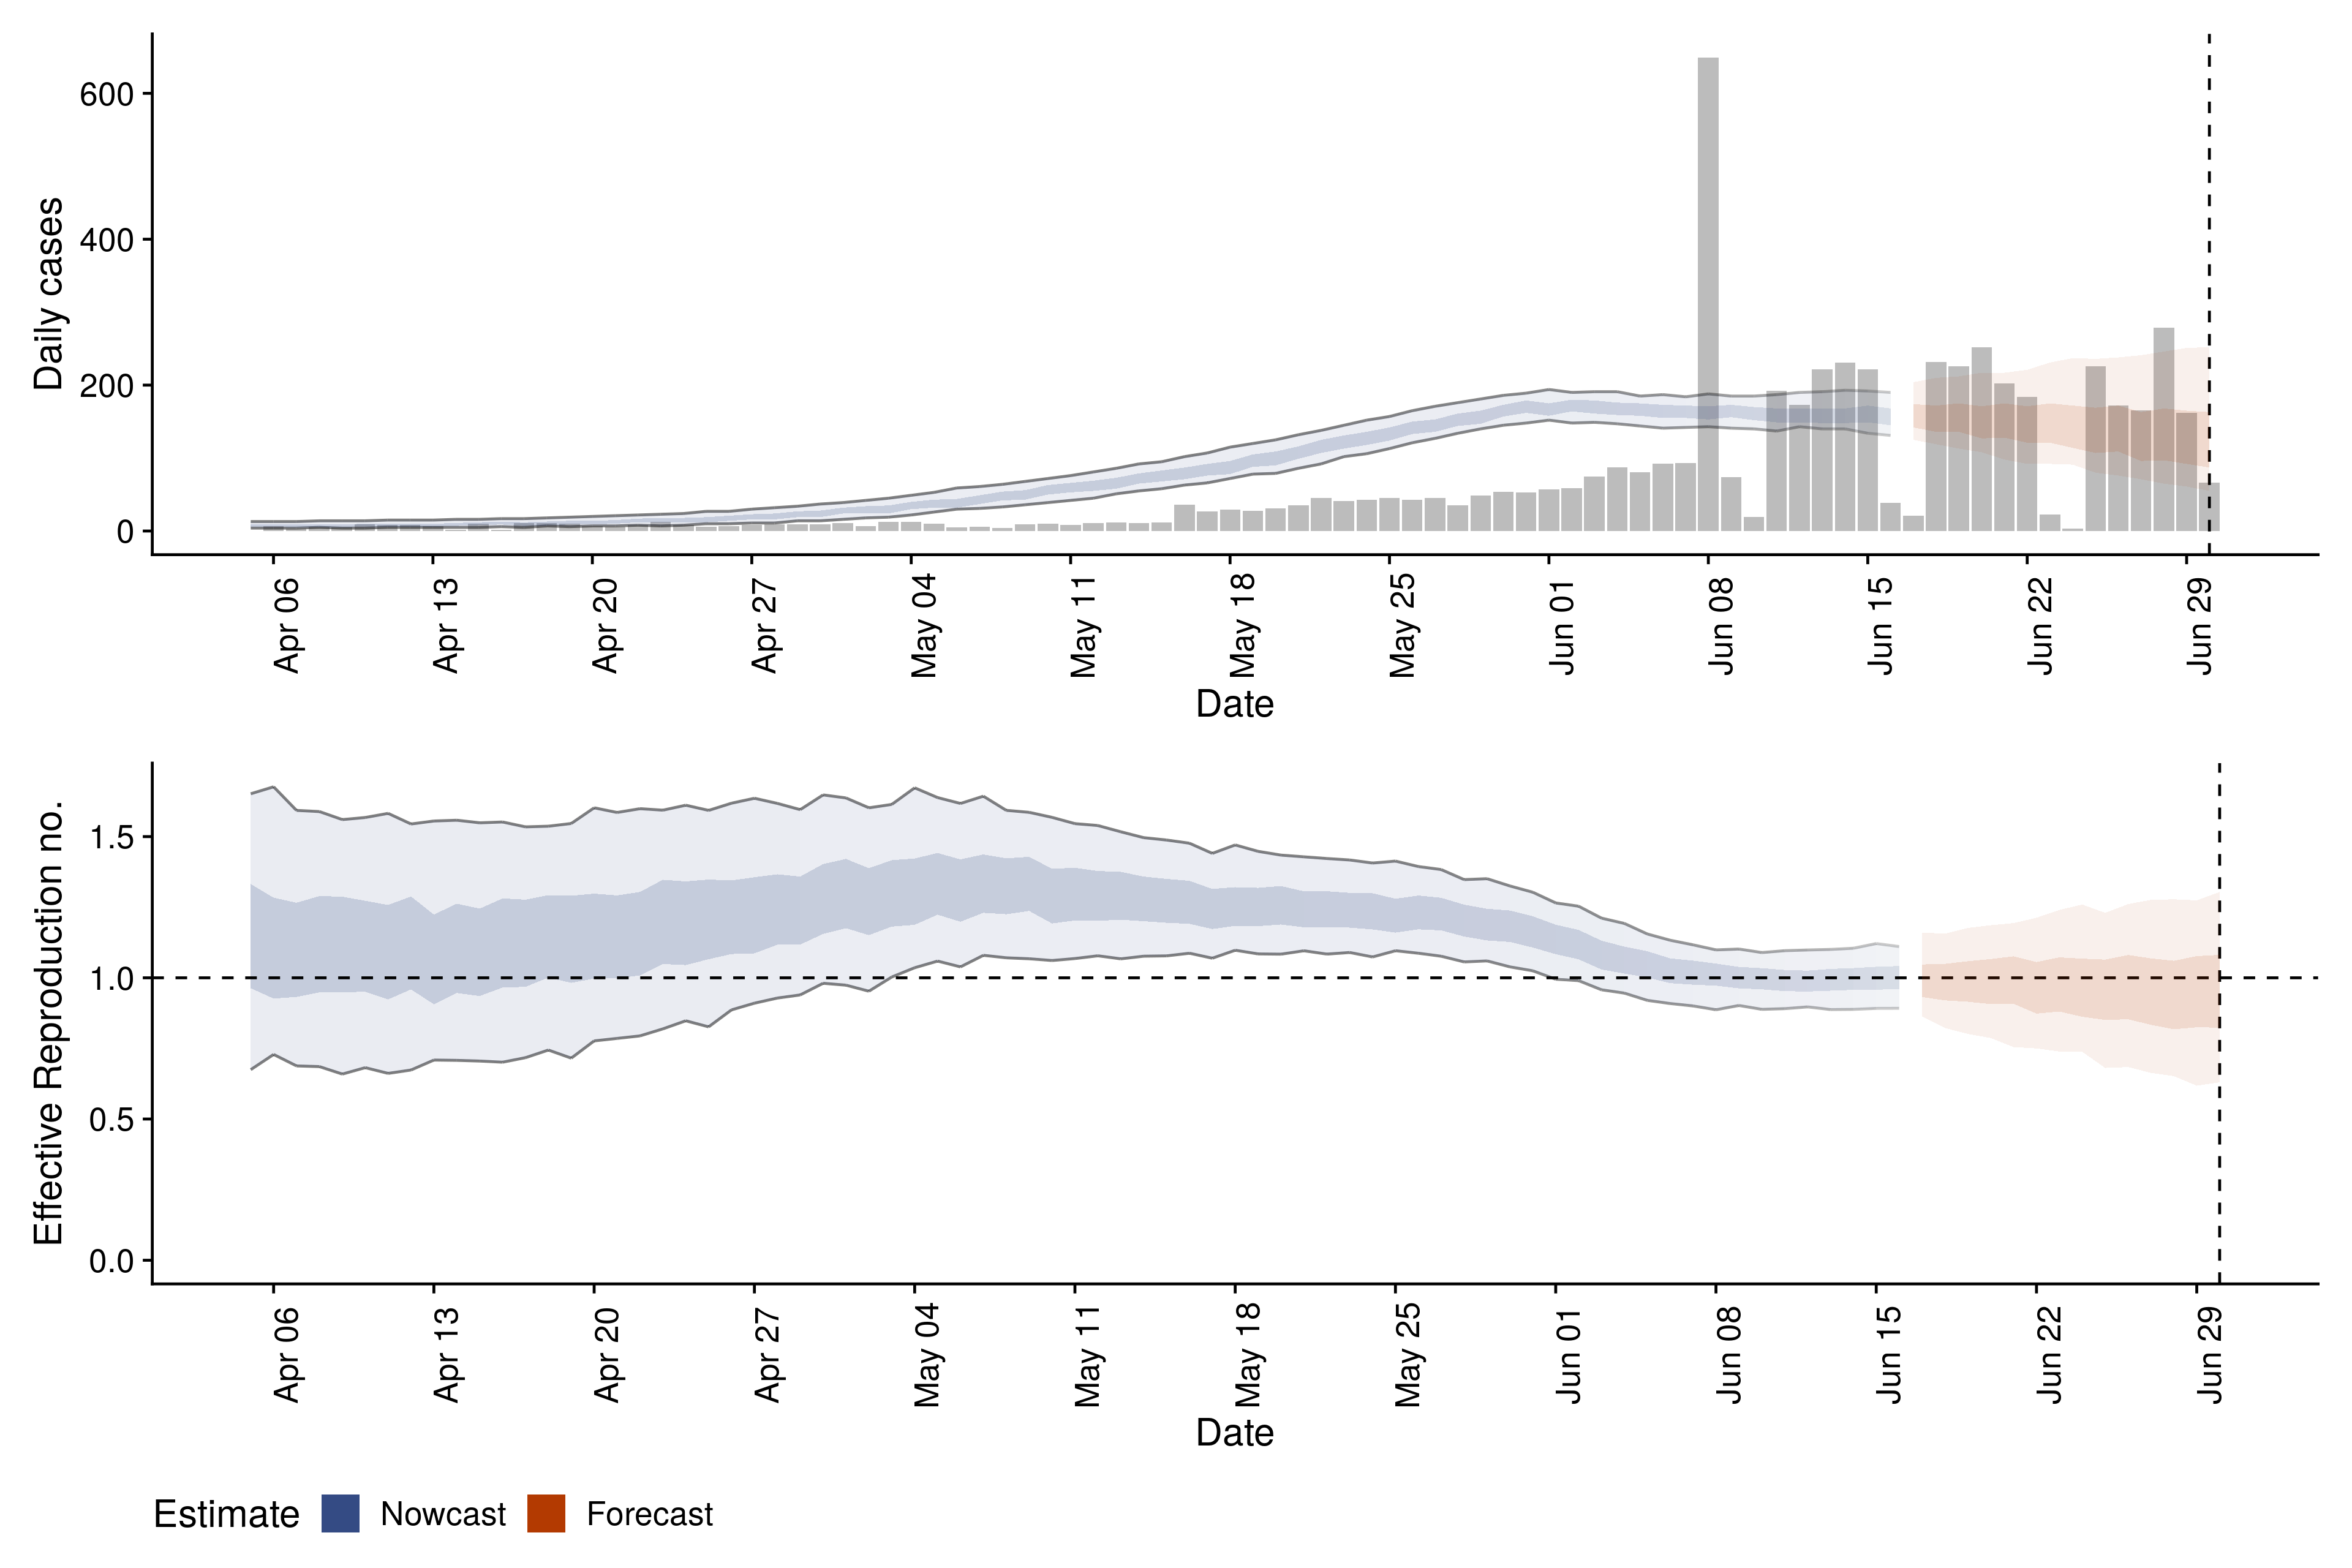 Daily cases
600
400
200
0
Apr 06
Apr 13
Apr 20
Apr 27
May 04
May 11
May 18
May 25
Jun 01
Jun 08
Jun 15
Jun 22
Jun 29
Date
Effective Reproduction no.
1.5
1.0
0.5
0.0
Apr 06
Apr 13
Apr 20
Apr 27
May 04
May 11
May 18
May 25
Jun 01
Jun 08
Jun 15
Jun 22
Jun 29
Date
Estimate Nowcast Forecast